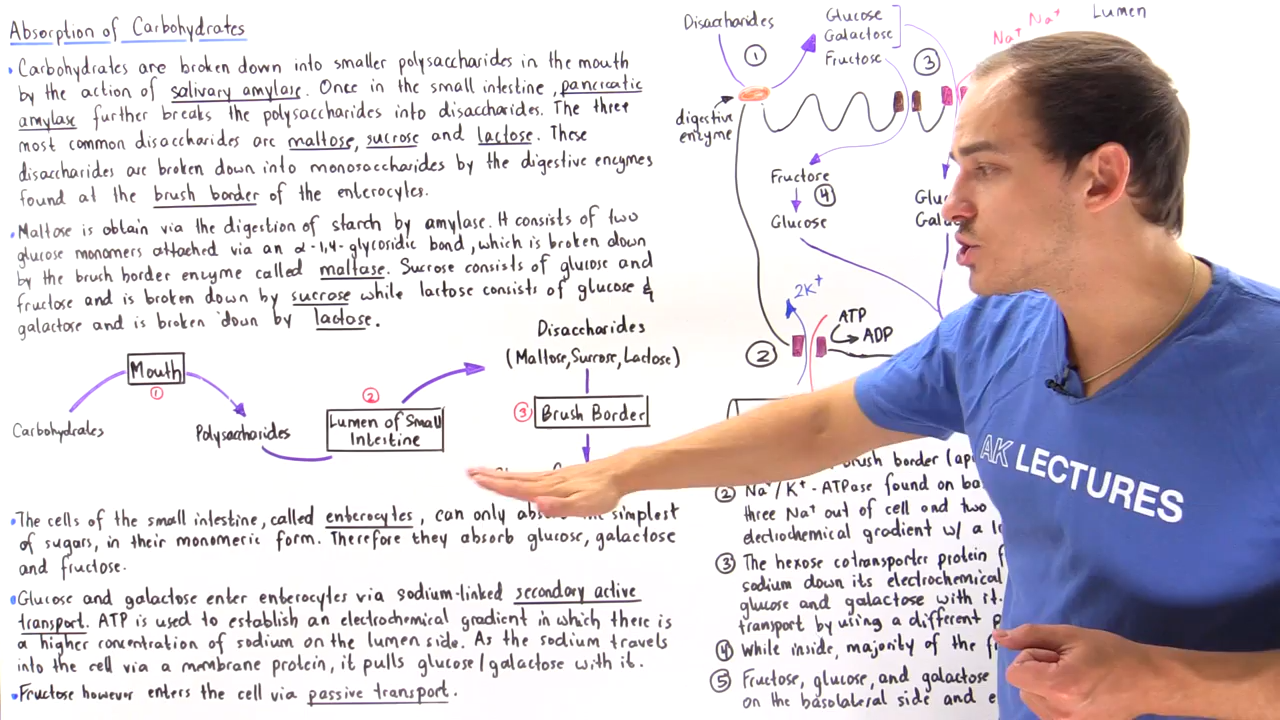 Absorption of Carbohydrates
• Carbohydrates are broken down into smaller polysaccharides in the mouth
by the action of salivary amylase. Once in the small intestine, pancreatic
amylase further breaks the polysaccharides into disaccharides. The three
most common disaccharides are maltose, sucrose and lactose. These
disaccharides are broken down into monosaccharides by the digestive enzymes
found at the brush border of the enterocytes.
• Maltose is obtain via the digestion of starch by amylase. It consists of two
glucose monomers attached via an α-1,4-glycosidic bond, which is broken down
by the brush border enzyme called maltase. Sucrose consists of glucose and
fructose and is broken down by sucrose while lactose consists of glucose &
galactose and is broken down by lactose.
Carbohydrates
Mouth
①
Polysaccharides
②
Lumen of Small
Intestine
Disaccharides
(Maltose, Sucrose, Lactose)
③ Brush Border
• The cells of the small intestine, called enterocytes, can only simplest
of sugars, in their monomeric form. Therefore they absorb glucose, galactose
and fructose.
• Glucose and galactose enter enterocytes via sodium-linked secondary active
transport. ATP is used to establish an electrochemical gradient in which there is
a higher concentration of sodium on the lumen side. As the sodium travels
into the cell via a membrane protein, it pulls glucose/galactose with it.
• Fructose however enters the cell via passive transport.
Disaccharides
Glucose
Galactose
Fructose
Na⁺ Na⁺
Lumen
①
③
digestive
enzyme
Fructore
④
Glucose
Glu
Gala
2K⁺
ATP
ADP
②
brush border (ap
② Na⁺/K⁺-ATPase found on ba
three Na⁺ out of cell and two
electrochemical gradient w/ a
③ The hexose cotransporter protein
sodium down its electrochemical
glucose and galactose with it.
transport by using a different
④ While inside, majority of the
⑤ Fructose, glucose, and galactose
on the basolateral side and
AK LECTURES